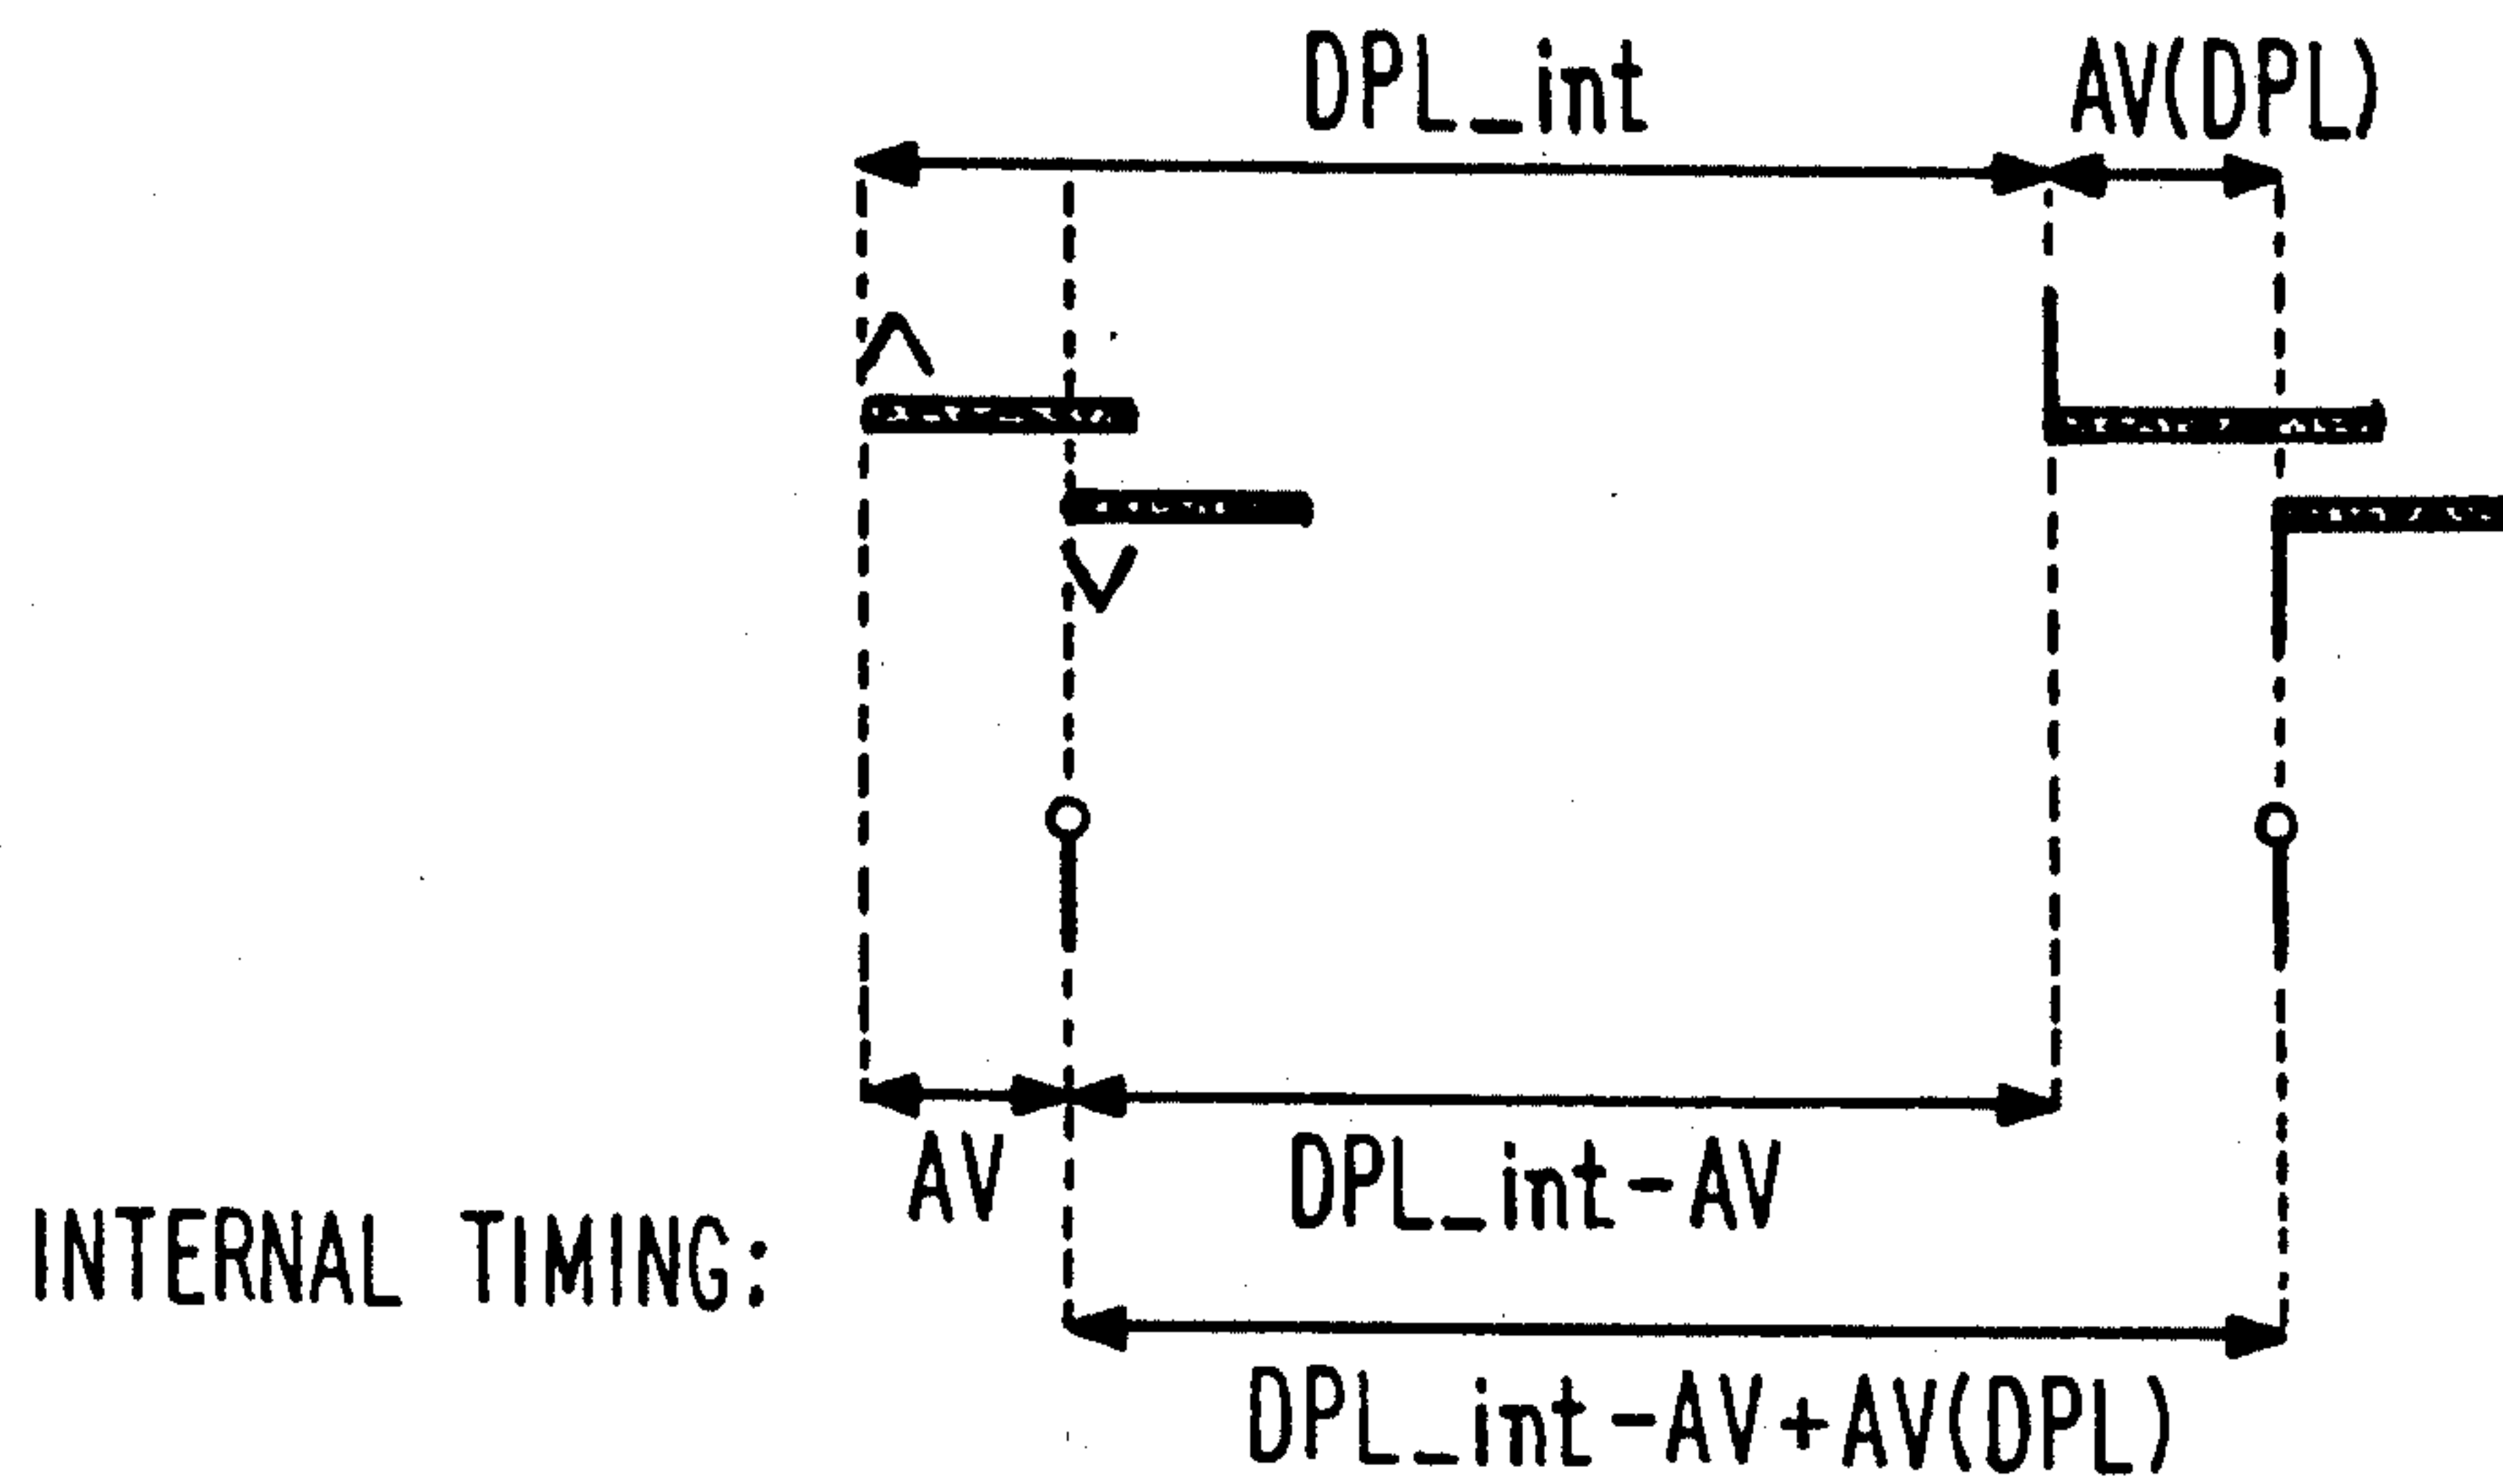 DPL_int AV(DPL)
AV DPL_int-AV
INTERNAL TIMING:
DPL_int-AV+AV(DPL)